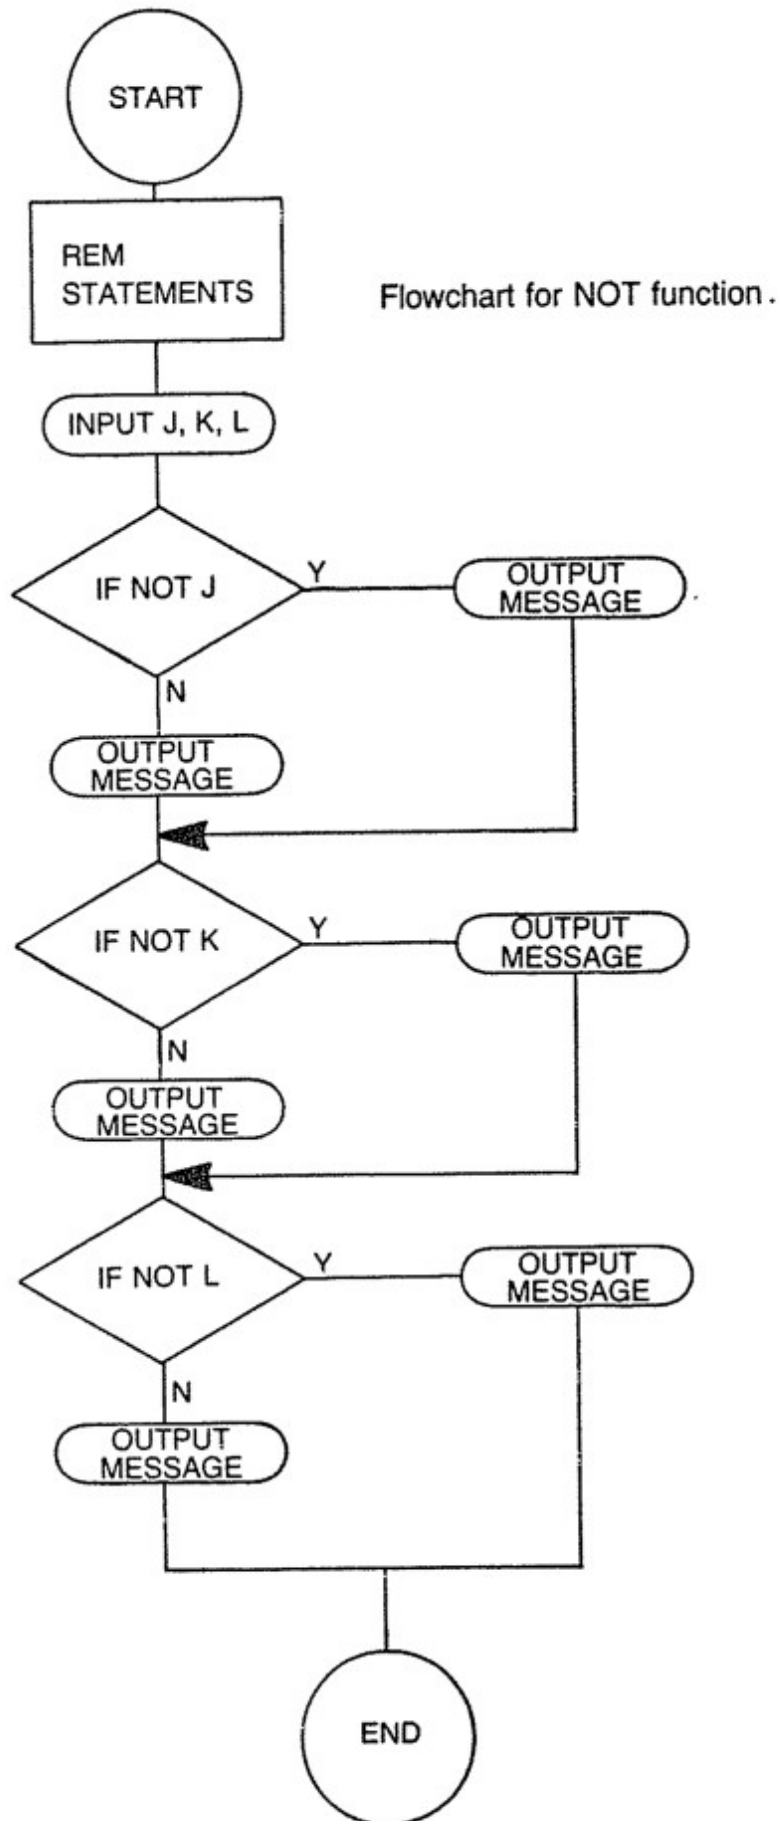 START
REM
STATEMENTS
Flowchart for NOT function.
INPUT J, K, L
IF NOT J
Y
OUTPUT
MESSAGE
N
OUTPUT
MESSAGE
IF NOT K
Y
OUTPUT
MESSAGE
N
OUTPUT
MESSAGE
IF NOT L
Y
OUTPUT
MESSAGE
N
OUTPUT
MESSAGE
END